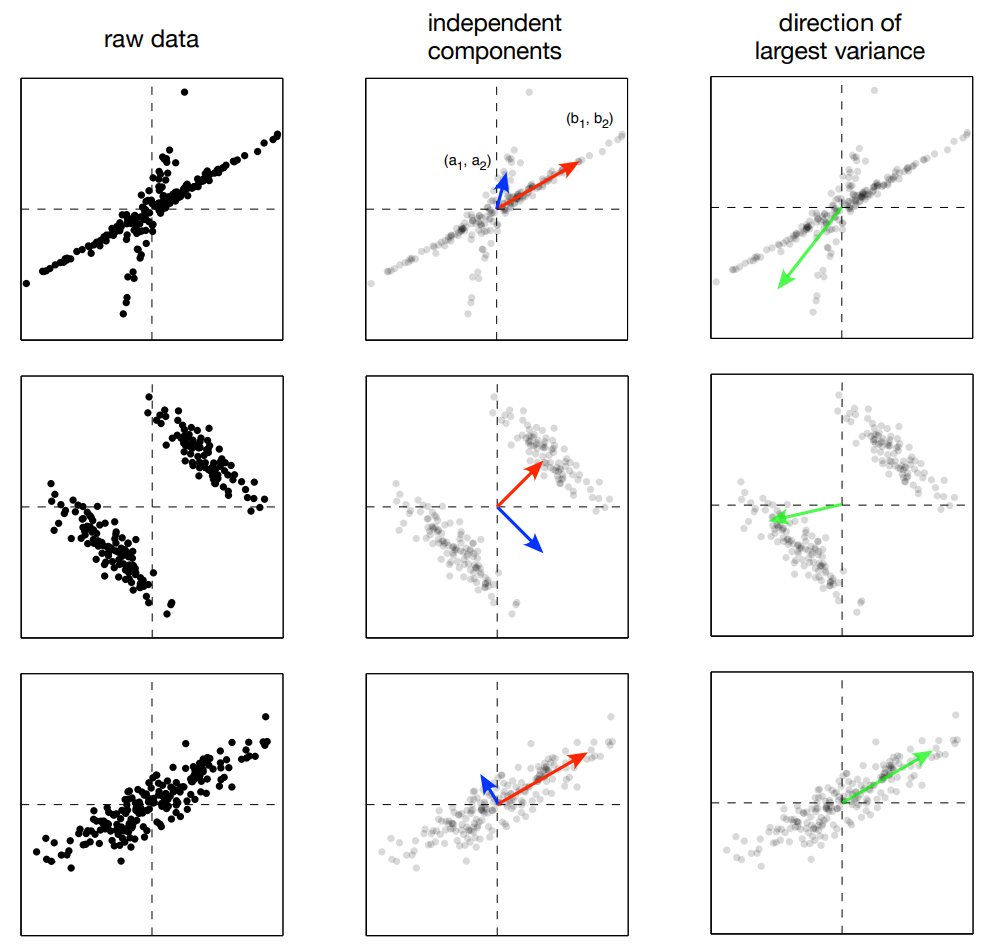 raw data
independent
components
direction of
largest variance
(b1, b2)
(a1, a2)